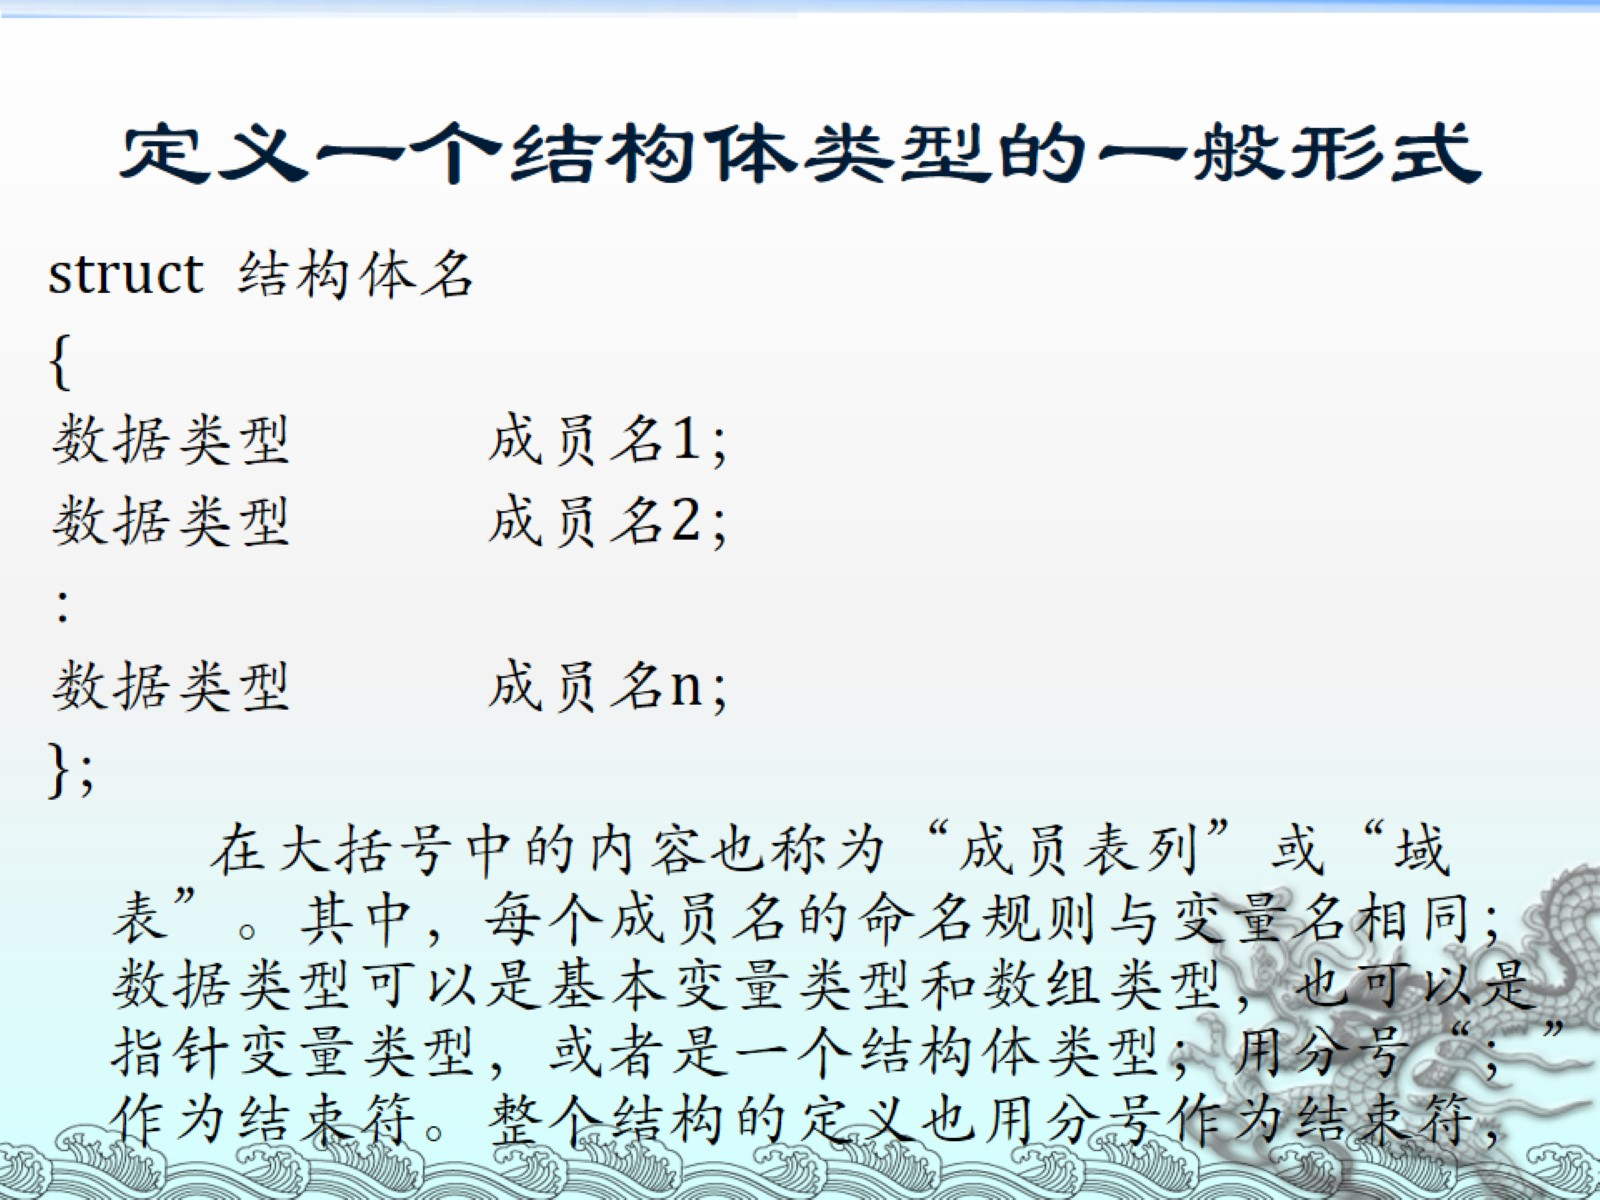 定义一个结构体类型的一般形式
struct 结构体名
{
数据类型 成员名1;
数据类型 成员名2;
:
数据类型 成员名n;
};
在大括号中的内容也称为“成员表列”或“域
表”。其中，每个成员名的命名规则与变量名相同；
数据类型可以是基本变量类型和数组类型，也可以是
指针变量类型，或者是一个结构体类型；用分号“；”
作为结束符。整个结构的定义也用分号作为结束符，